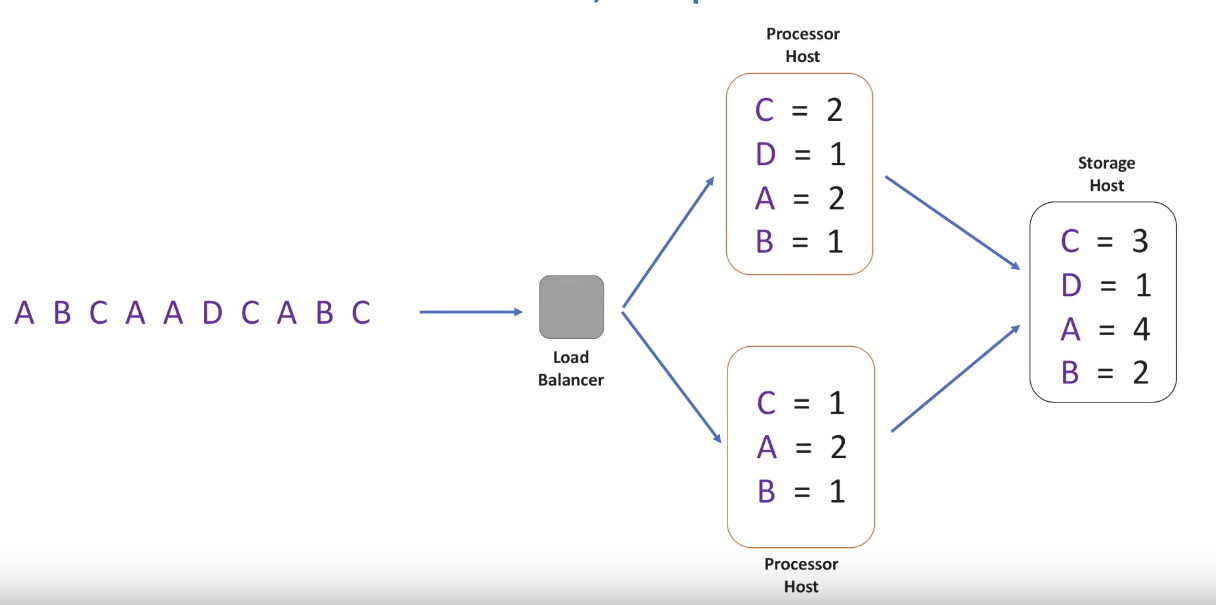 Processor
Host
C = 2
D = 1
A = 2
B = 1
Storage
Host
C = 3
D = 1
A = 4
B = 2
A B C A A D C A B C
Load
Balancer
C = 1
A = 2
B = 1
Processor
Host